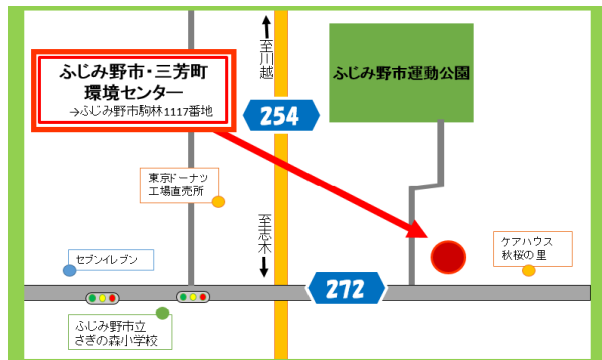 ふじみ野市・三芳町
環境センター
→ふじみ野市駒林1117番地
至川越
ふじみ野市運動公園
254
東京ドーナツ
工場直売所
至志木
ケアハウス
秋桜の里
セブンイレブン
272
ふじみ野市立
さぎの森小学校